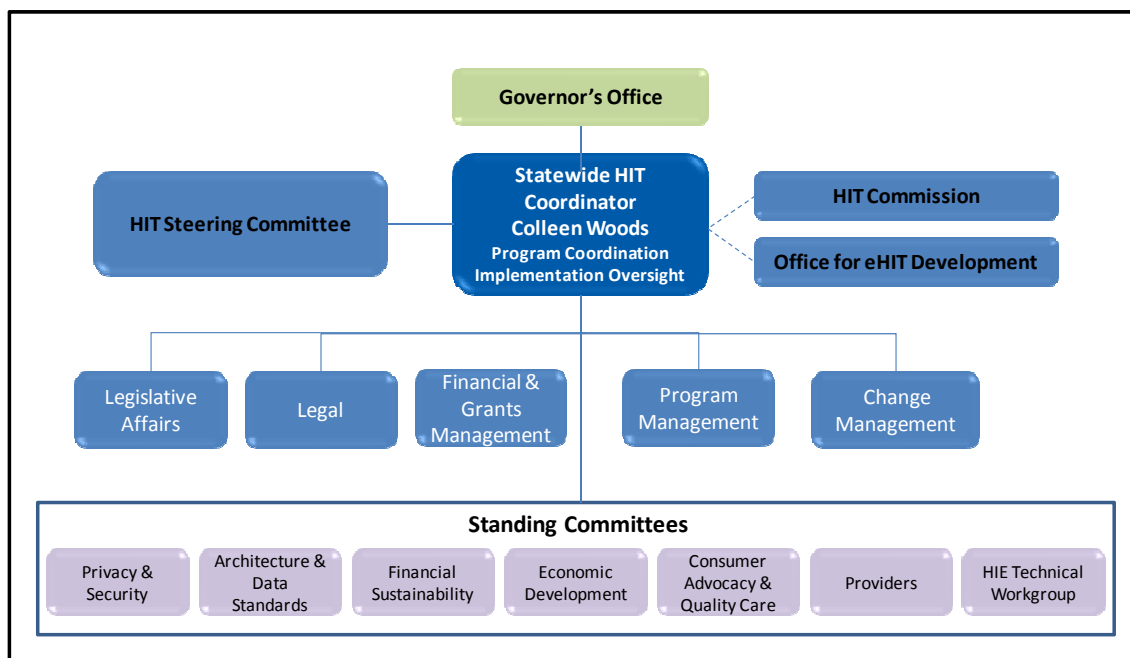 Governor's Office
Statewide HIT
Coordinator
Colleen Woods
Program Coordination
Implementation Oversight
HIT Steering Committee
HIT Commission
Office for eHIT Development
Legislative
Affairs
Legal
Financial &
Grants
Management
Program
Management
Change
Management
Standing Committees
Privacy &
Security
Architecture &
Data
Standards
Financial
Sustainability
Economic
Development
Consumer
Advocacy &
Quality Care
Providers
HIE Technical
Workgroup